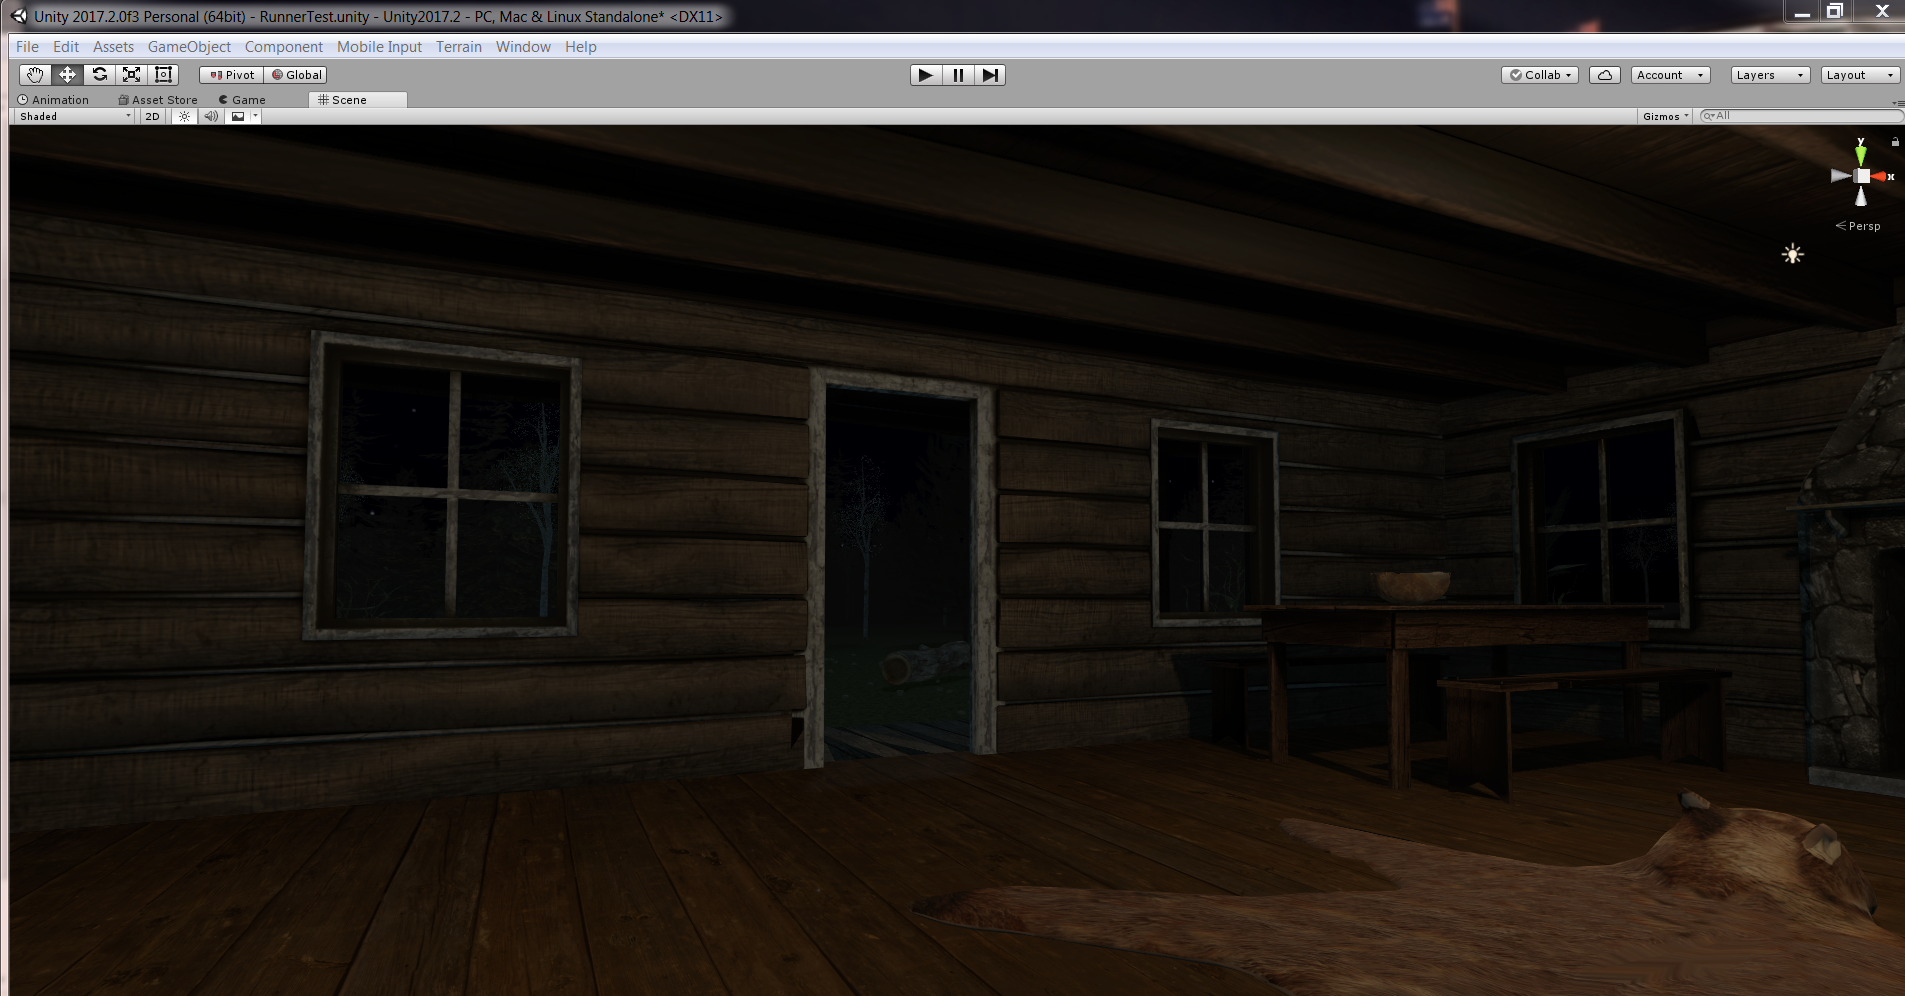 Unity 2017.2.0f3 Personal (64bit) - RunnerTest.unity - Unity2017.2 - PC, Mac & Linux Standalone* <DX11>
File Edit Assets GameObject Component Mobile Input Terrain Window Help
Pivot Global Collab Account Layers Layout
Animation Asset Store Game Scene
Shaded 2D Gizmos All
y
x
Persp